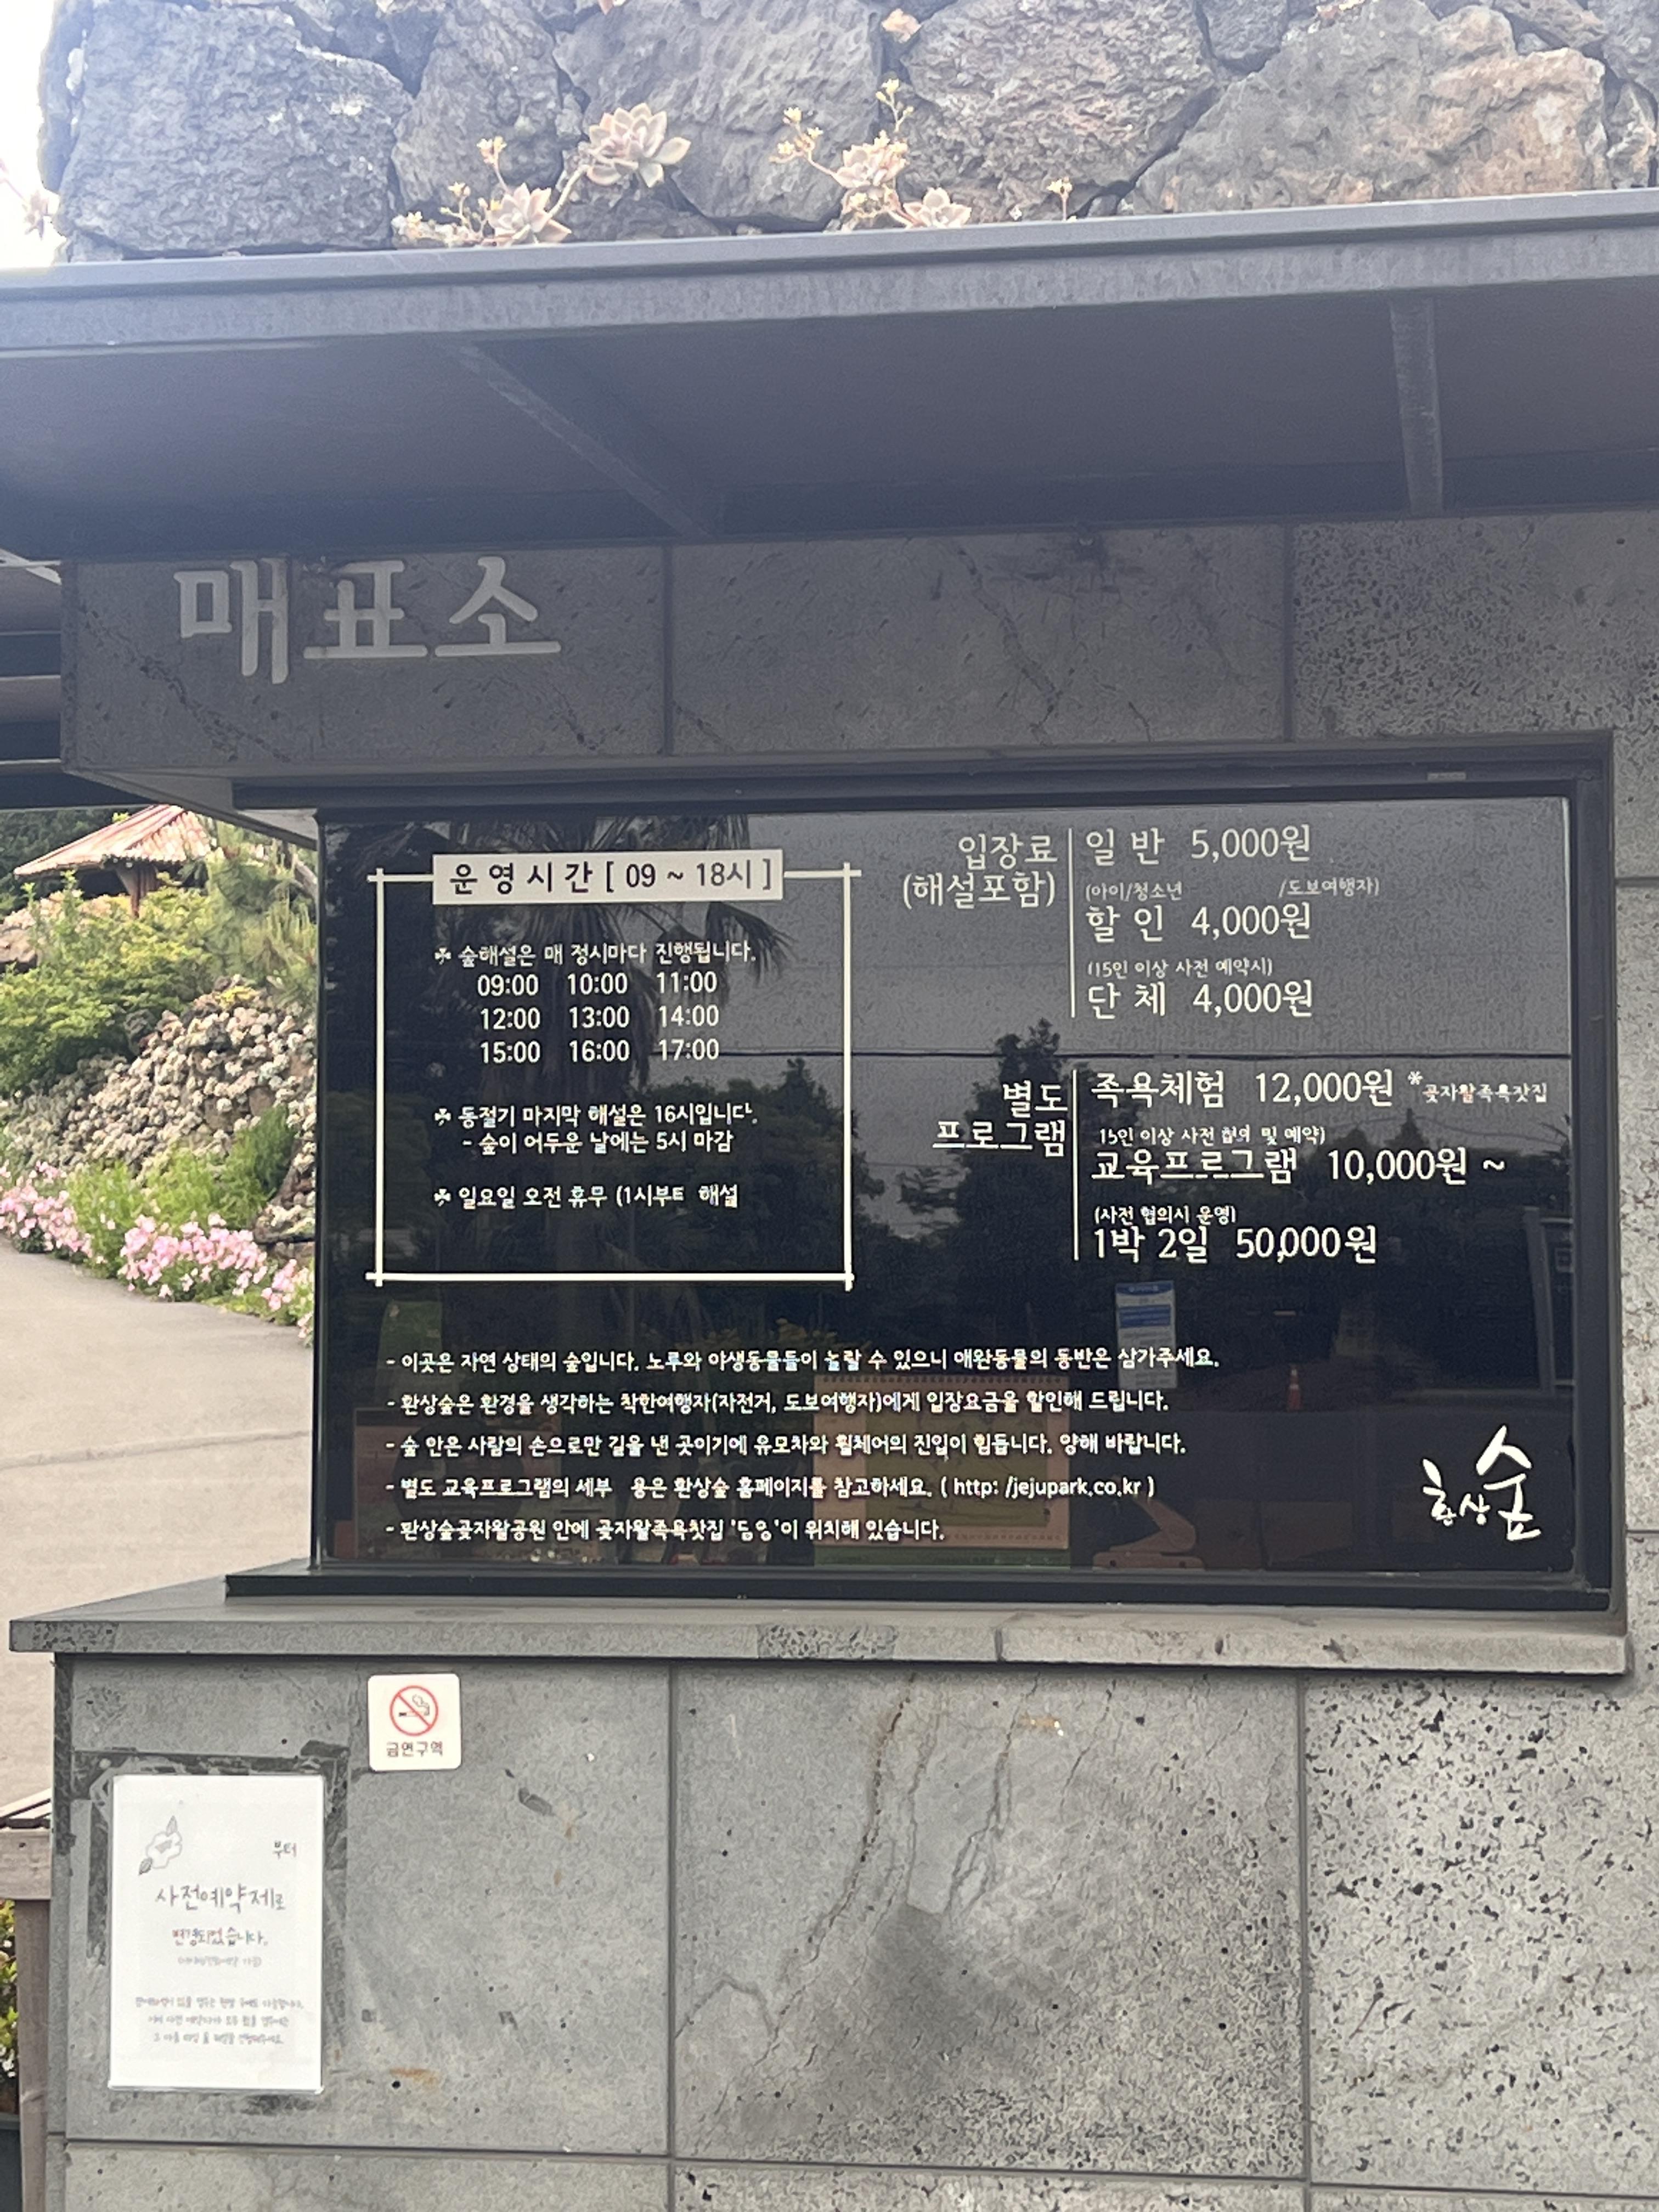 매표소
운영시간 [ 09 ~ 18시 ]
숲해설은 매 정시마다 진행됩니다.
09:00 10:00 11:00
12:00 13:00 14:00
15:00 16:00 17:00
동절기 마지막 해설은 16시입니다.
- 숲이 어두운 날에는 5시 마감
일요일 오전 휴무 (1시부터 해설
입장료
(해설포함)
일 반 5,000원
(아이/청소년 /도보여행자)
할 인 4,000원
(15인 이상 사전 예약시)
단 체 4,000원
별도
프로그램
족욕체험 12,000원 *곶자왈족욕찻집
15인 이상 사전 협의 및 예약)
교육프로그램 10,000원 ~
(사전 협의시 운영)
1박 2일 50,000원
- 이곳은 자연 상태의 숲입니다. 노루와 야생동물들이 놀랄 수 있으니 애완동물의 동반은 삼가주세요.
- 환상숲은 환경을 생각하는 착한여행자(자전거, 도보여행자)에게 입장요금을 할인해 드립니다.
- 숲 안은 사람의 손으로만 길을 낸 곳이기에 유모차와 휠체어의 진입이 힘듭니다. 양해 바랍니다.
- 별도 교육프로그램의 세부 용은 환상숲 홈페이지를 참고하세요. ( http: /jejupark.co.kr )
- 환상숲곶자왈공원 안에 곶자왈족욕찻집 이 위치해 있습니다.
환상숲
금연구역
부터
사전예약제로
변경되었습니다.